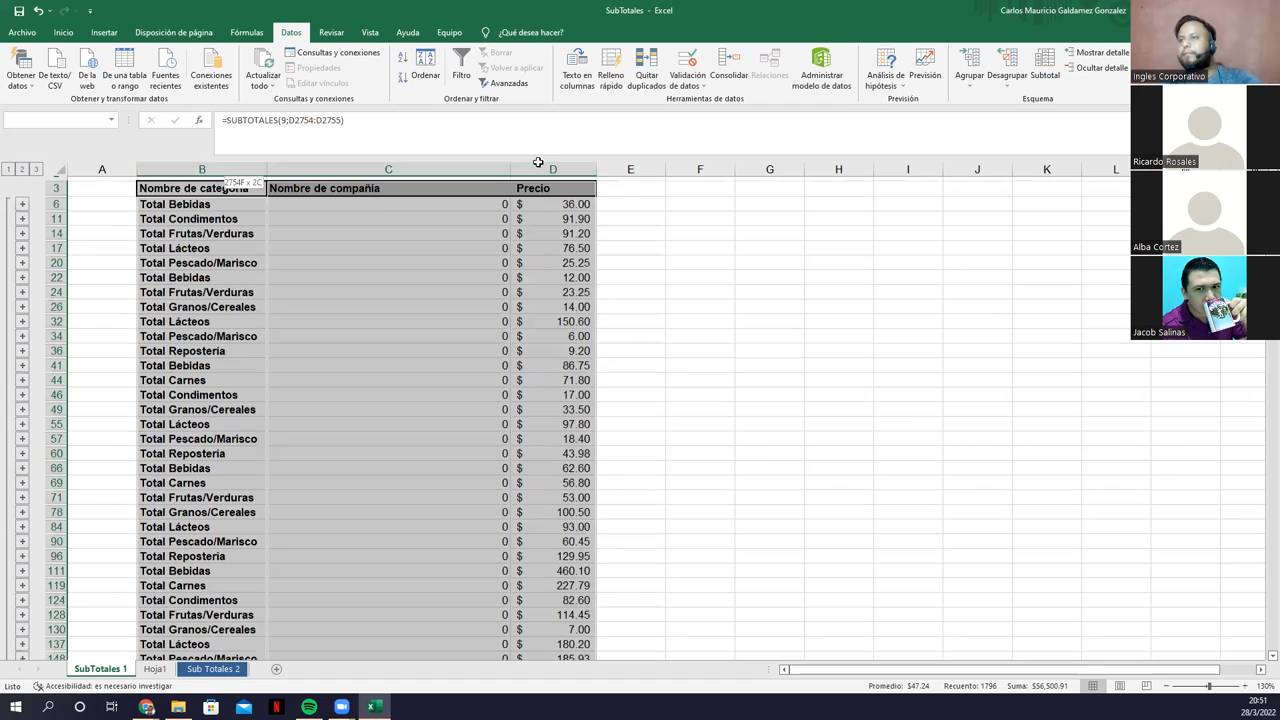 SubTotales - Excel
Carlos Mauricio Galdamez Gonzalez
Archivo Inicio Insertar Disposición de página Fórmulas Datos Revisar Vista Ayuda Equipo ¿Qué desea hacer?
Obtener datos De texto/CSV De la web De una tabla o rango Fuentes recientes Conexiones existentes
Obtener y transformar datos
Actualizar todo Consultas y conexiones Propiedades Editar vínculos
Consultas y conexiones
Ordenar Filtro Borrar Volver a aplicar Avanzadas
Ordenar y filtrar
Texto en columnas Relleno rápido Quitar duplicados Validación de datos Consolidar Relaciones Administrar modelo de datos
Herramientas de datos
Análisis de hipótesis Previsión
Previsión
Agrupar Desagrupar Subtotal Mostrar detalle Ocultar detalle
Esquema
=SUBTOTALES(9;D2754:D2755)
1 2 3 A B C D E F G H I J K L
2754F x 2C
3 Nombre de categoría Nombre de compañía Precio
6 Total Bebidas 0 $ 36.00
11 Total Condimentos 0 $ 91.90
14 Total Frutas/Verduras 0 $ 91.20
17 Total Lácteos 0 $ 76.50
20 Total Pescado/Marisco 0 $ 25.25
22 Total Bebidas 0 $ 12.00
24 Total Frutas/Verduras 0 $ 23.25
26 Total Granos/Cereales 0 $ 14.00
32 Total Lácteos 0 $ 150.60
34 Total Pescado/Marisco 0 $ 6.00
36 Total Repostería 0 $ 9.20
41 Total Bebidas 0 $ 86.75
44 Total Carnes 0 $ 71.80
46 Total Condimentos 0 $ 17.00
49 Total Granos/Cereales 0 $ 33.50
55 Total Lácteos 0 $ 97.80
57 Total Pescado/Marisco 0 $ 18.40
60 Total Repostería 0 $ 43.98
66 Total Bebidas 0 $ 62.60
69 Total Carnes 0 $ 56.80
71 Total Frutas/Verduras 0 $ 53.00
78 Total Granos/Cereales 0 $ 100.50
84 Total Lácteos 0 $ 93.00
90 Total Pescado/Marisco 0 $ 60.45
96 Total Repostería 0 $ 129.95
111 Total Bebidas 0 $ 460.10
119 Total Carnes 0 $ 227.79
124 Total Condimentos 0 $ 82.60
128 Total Frutas/Verduras 0 $ 114.45
130 Total Granos/Cereales 0 $ 7.00
137 Total Lácteos 0 $ 180.20
148 Total Pescado/Marisco 0 $ 185.93
Ingles Corporativo
Ricardo Rosales
Alba Cortez
Jacob Salinas
SubTotales 1 Hoja1 Sub Totales 2
Listo Accesibilidad: es necesario investigar Promedio: $47.24 Recuento: 1796 Suma: $56,500.91 130%
20:51
28/3/2022